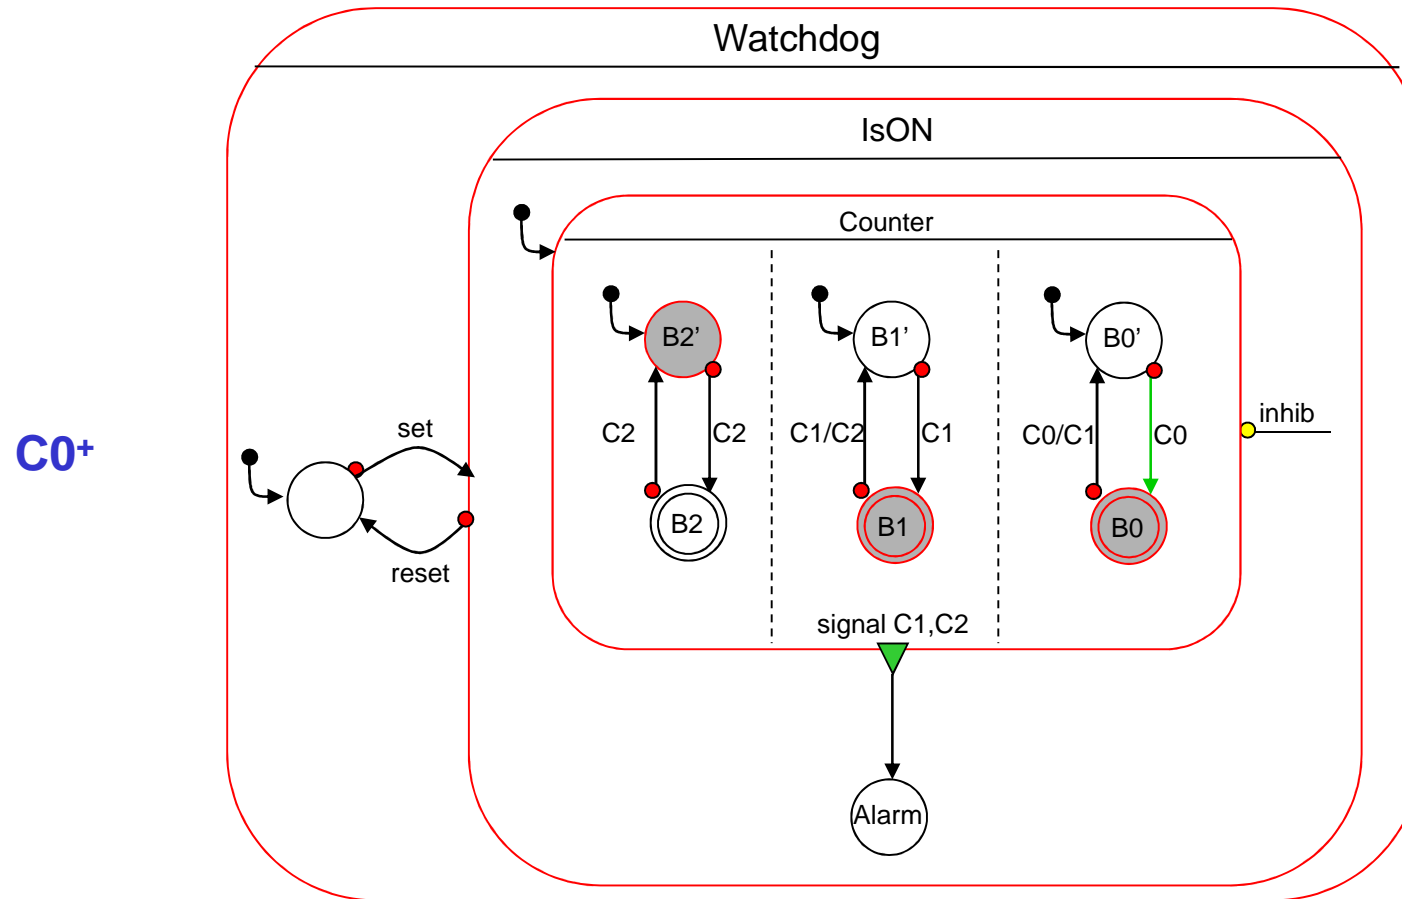 Watchdog
IsON
Counter
B2’ B1’ B0’
C0⁺
set
C2 C2 C1/C2 C1 C0/C1 C0
inhib
B2 B1 B0
reset
signal C1,C2
Alarm